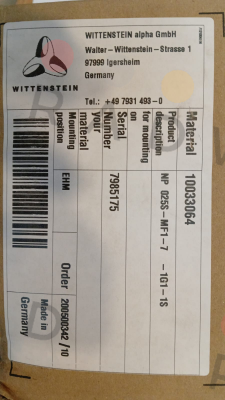 WITTENSTEIN
WITTENSTEIN alpha GmbH
Walter-Wittenstein-Strasse 1
97999 Igersheim
Germany
Tel.: +49 7931 493-0
Material 10033064
Product description NP 025S-MF1-7 -1G1-1S
for mounting on
Serial Number 7985175
your material
Mounting position EHM
Order 200500342 /10
Made in Germany